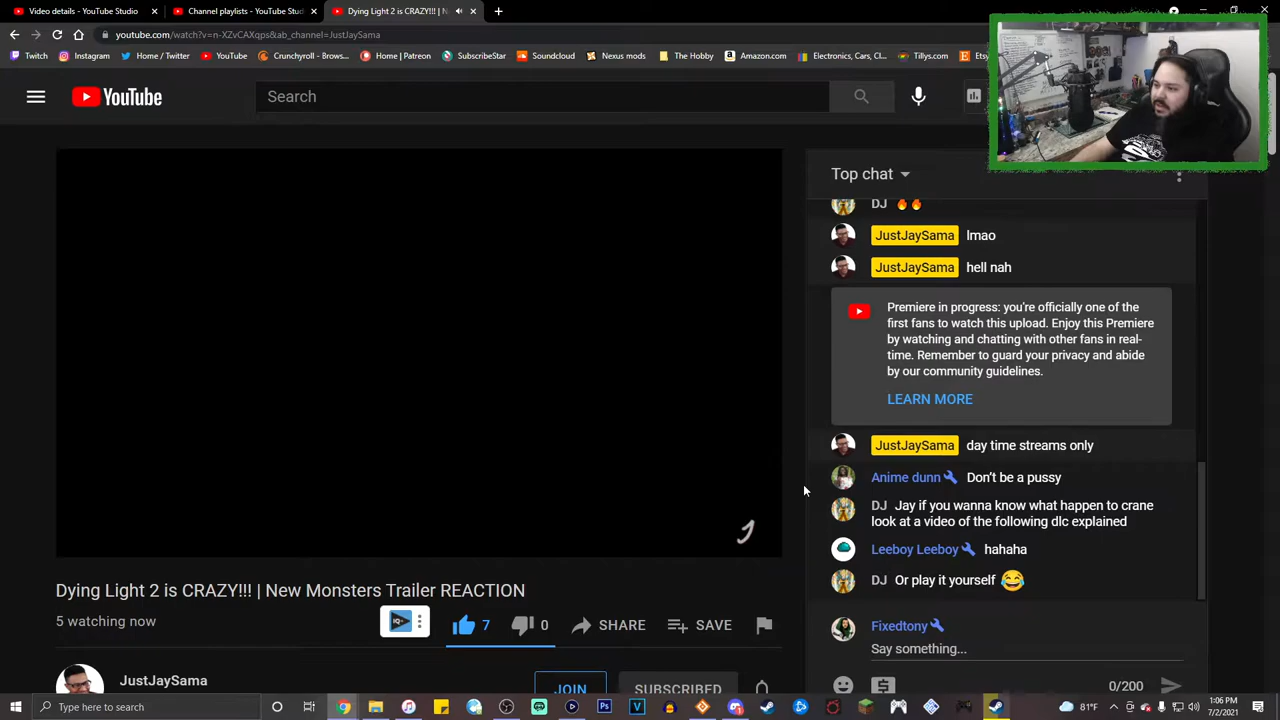 Video details - YouTube Studio
Channel playlists - YouTube Stud
Dying Light 2 is CRAZY!!! | N
youtube.com/watch?v=n-XZvCAXqps&ab_channel=JustJaySama
Twitch Instagram Home / Twitter YouTube Crunchyroll - Brows... Home | Patreon SubscribeStar Soundcloud Nexus Mods The Hobby Amazon.com Electronics, Cars, Cl... Tillys.com Ets
YouTube
Search
Top chat
DJ 🔥🔥
JustJaySama lmao
JustJaySama hell nah
Premiere in progress: you're officially one of the
first fans to watch this upload. Enjoy this Premiere
by watching and chatting with other fans in real-
time. Remember to guard your privacy and abide
by our community guidelines.
LEARN MORE
JustJaySama day time streams only
Anime dunn Don't be a pussy
DJ Jay if you wanna know what happen to crane
look at a video of the following dlc explained
Leeboy Leeboy hahaha
DJ Or play it yourself 😂
Fixedtony
Say something...
0/200
Dying Light 2 is CRAZY!!! | New Monsters Trailer REACTION
5 watching now
7 0 SHARE SAVE
JustJaySama
JOIN SUBSCRIBED
Type here to search
81°F
1:06 PM
7/2/2021